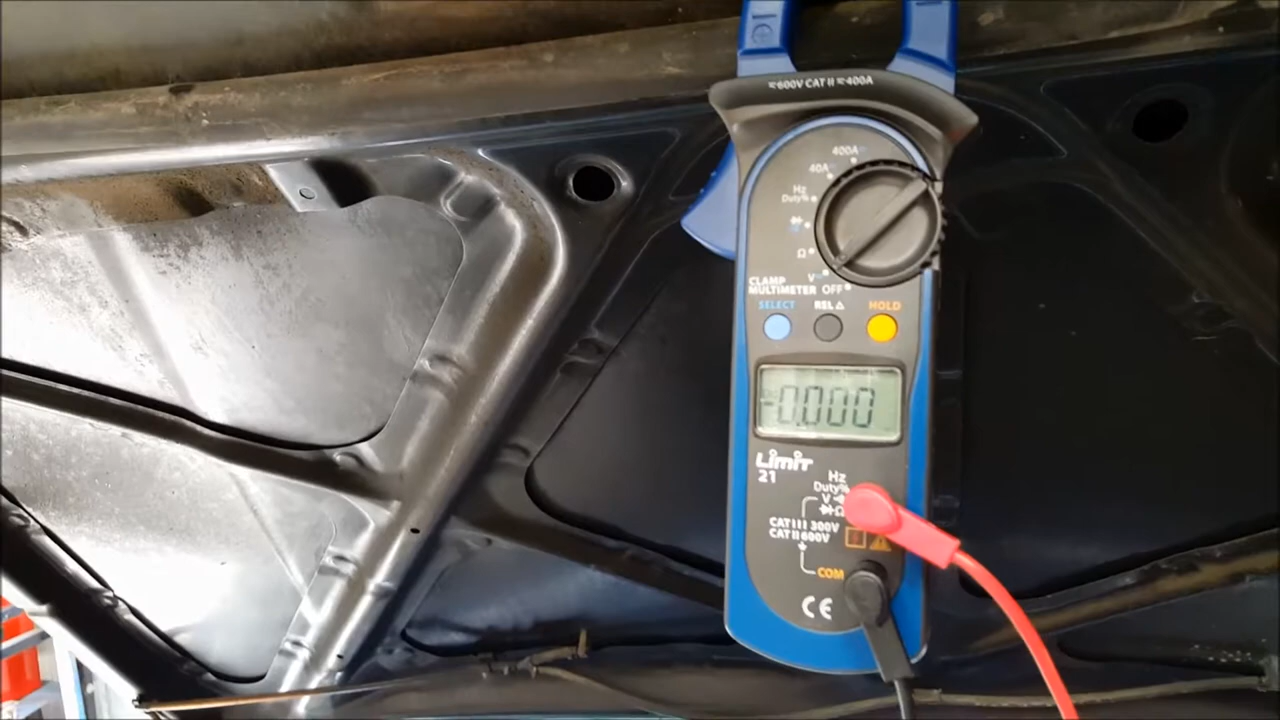 ≂600V CAT II ≂400A
400A
40A
Hz
Duty%
Ω
V
OFF
CLAMP
MULTIMETER
SELECT
REL △
HOLD
-0.000
Limit
21
Hz
Duty%
V
Ω
CAT III 300V
CAT II 600V
COM
CE